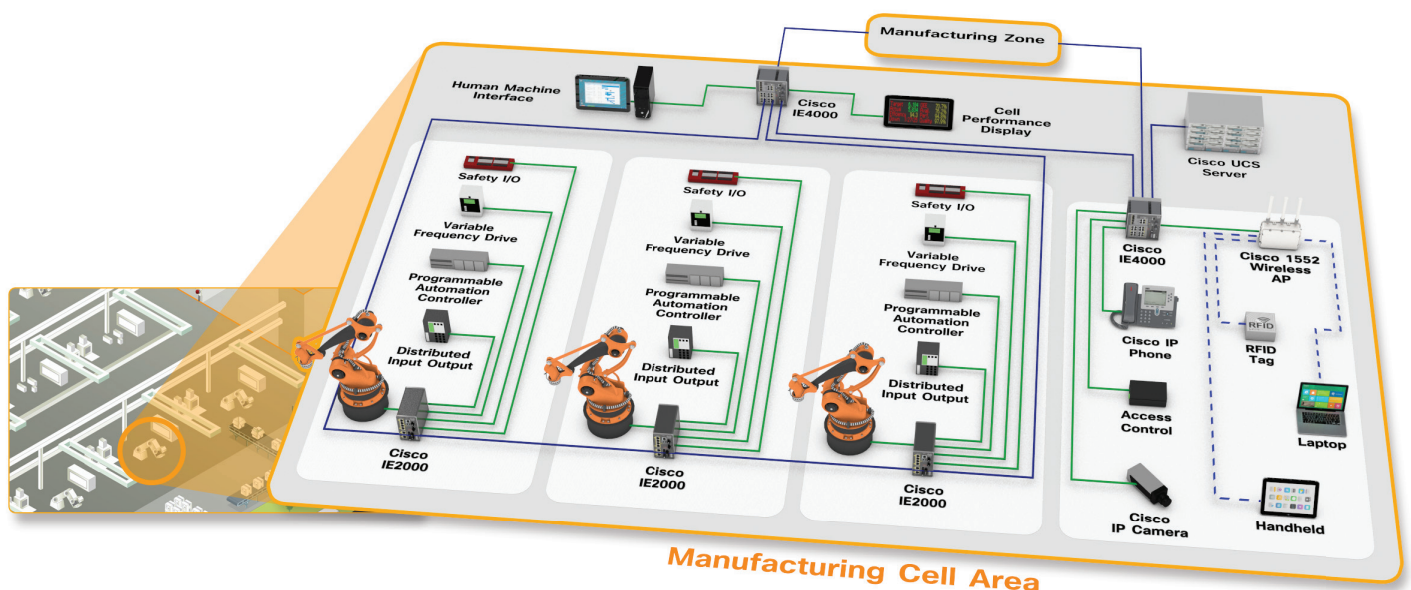 Manufacturing Zone
Human Machine
Interface
Cisco
IE4000
Cell
Performance
Display
Cisco UCS
Server
Safety I/O
Variable
Frequency Drive
Programmable
Automation
Controller
Distributed
Input Output
Cisco
IE2000
Safety I/O
Variable
Frequency Drive
Programmable
Automation
Controller
Distributed
Input Output
Cisco
IE2000
Safety I/O
Variable
Frequency Drive
Programmable
Automation
Controller
Distributed
Input Output
Cisco
IE2000
Cisco
IE4000
Cisco 1552
Wireless
AP
Cisco IP
Phone
RFID
RFID
Tag
Access
Control
Laptop
Cisco
IP Camera
Handheld
Manufacturing Cell Area